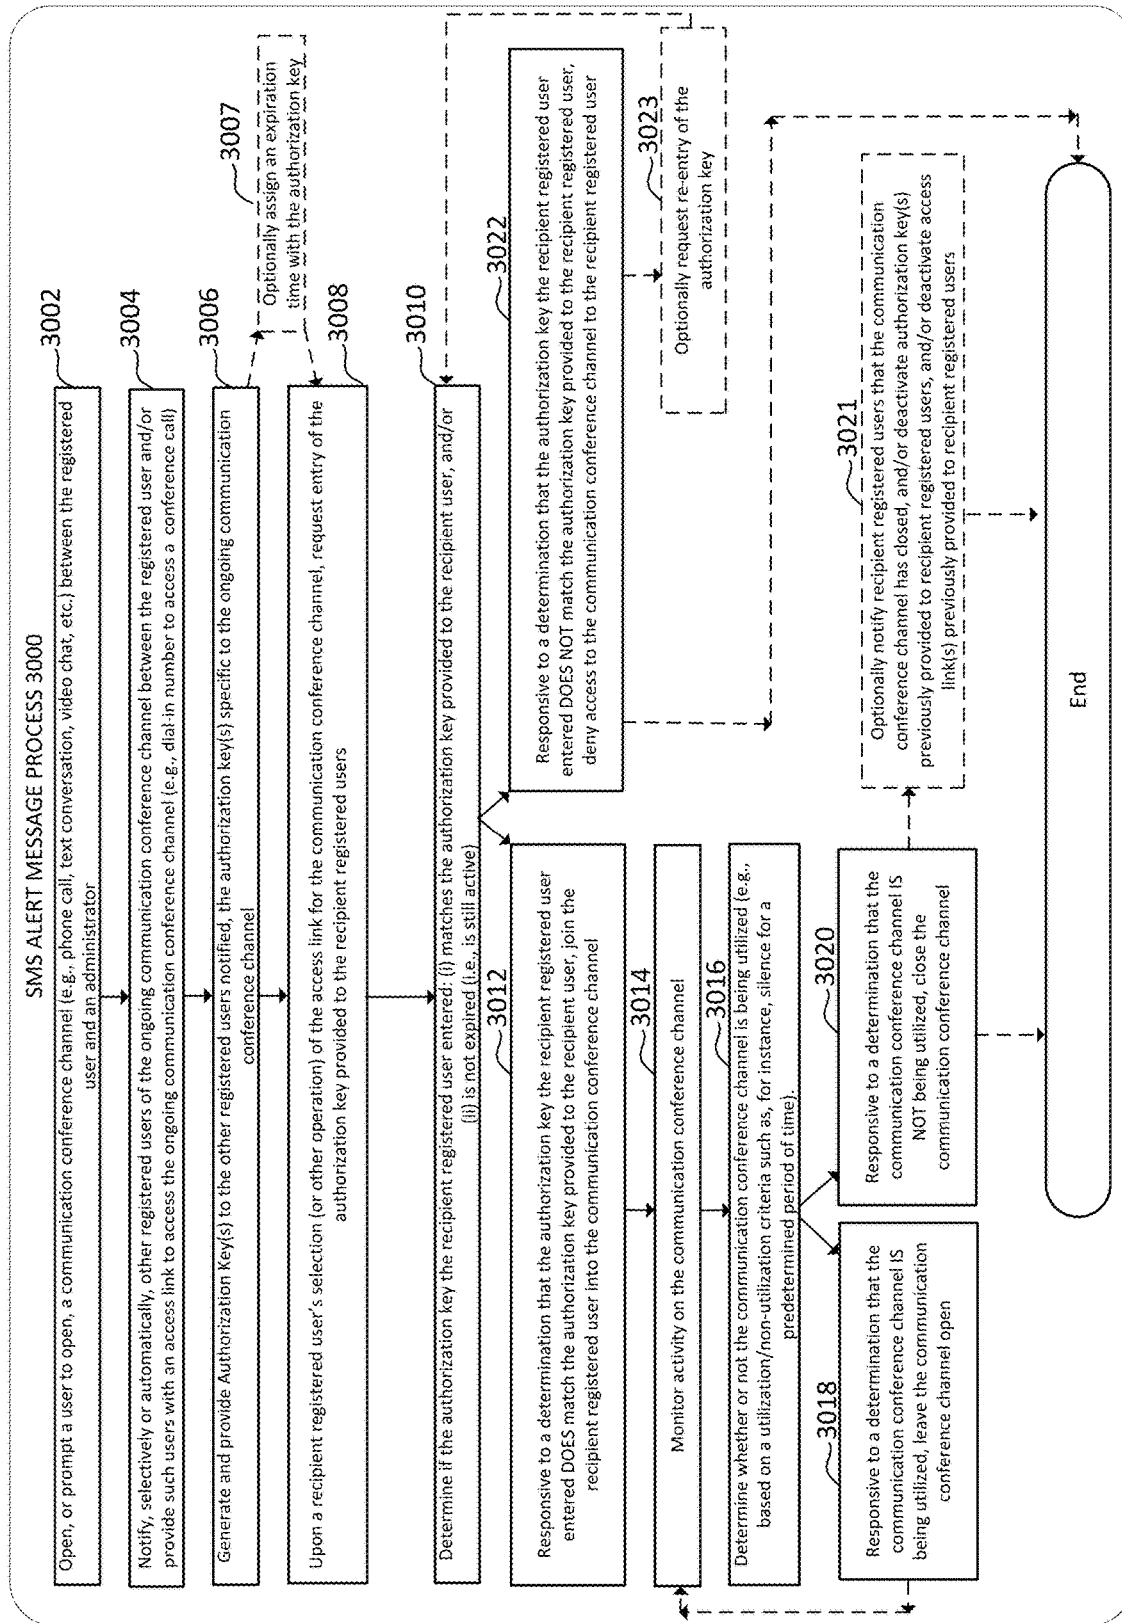 SMS ALERT MESSAGE PROCESS 3000
3002
Open, or prompt a user to open, a communication conference channel (e.g., phone call, text conversation, video chat, etc.) between the registered
user and an administrator
3004
Notify, selectively or automatically, other registered users of the ongoing communication conference channel between the registered user and/or
provide such users with an access link to access the ongoing communication conference channel (e.g., dial-in number to access a conference call)
3006
Generate and provide Authorization Key(s) to the other registered users notified, the authorization key(s) specific to the ongoing communication
conference channel
3007
Optionally assign an expiration
time with the authorization key
3008
Upon a recipient registered user's selection (or other operation) of the access link for the communication conference channel, request entry of the
authorization key provided to the recipient registered users
3010
Determine if the authorization key the recipient registered user entered: (i) matches the authorization key provided to the recipient user, and/or
(ii) is not expired (i.e., is still active)
3012
Responsive to a determination that the authorization key the recipient registered user
entered DOES match the authorization key provided to the recipient user, join the
recipient registered user into the communication conference channel
3022
Responsive to a determination that the authorization key the recipient registered user
entered DOES NOT match the authorization key provided to the recipient registered user,
deny access to the communication conference channel to the recipient registered user
3014
Monitor activity on the communication conference channel
3023
Optionally request re-entry of the
authorization key
3016
Determine whether or not the communication conference channel is being utilized (e.g.,
based on a utilization/non-utilization criteria such as, for instance, silence for a
predetermined period of time).
3018
Responsive to a determination that the
communication conference channel IS
being utilized, leave the communication
conference channel open
3020
Responsive to a determination that the
communication conference channel IS
NOT being utilized, close the
communication conference channel
3021
Optionally notify recipient registered users that the communication
conference channel has closed, and/or deactivate authorization key(s)
previously provided to recipient registered users, and/or deactivate access
link(s) previously provided to recipient registered users
End